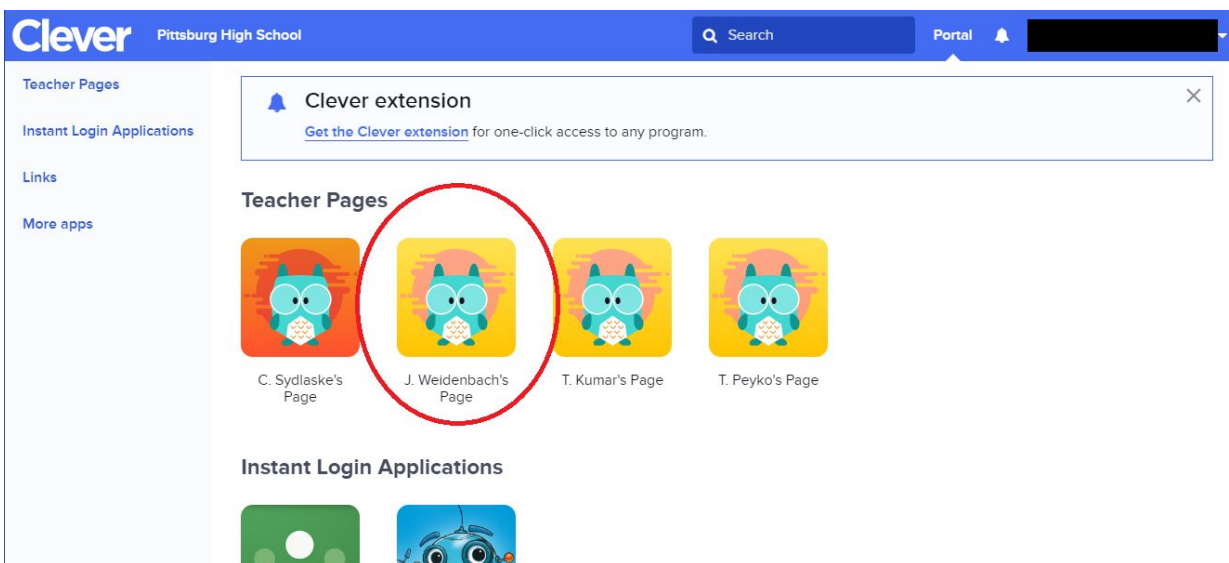 Clever Pittsburg High School Search Portal
Teacher Pages
Instant Login Applications
Links
More apps
Clever extension
Get the Clever extension for one-click access to any program.
Teacher Pages
C. Sydlaske's
Page
J. Weidenbach's
Page
T. Kumar's Page
T. Peyko's Page
Instant Login Applications